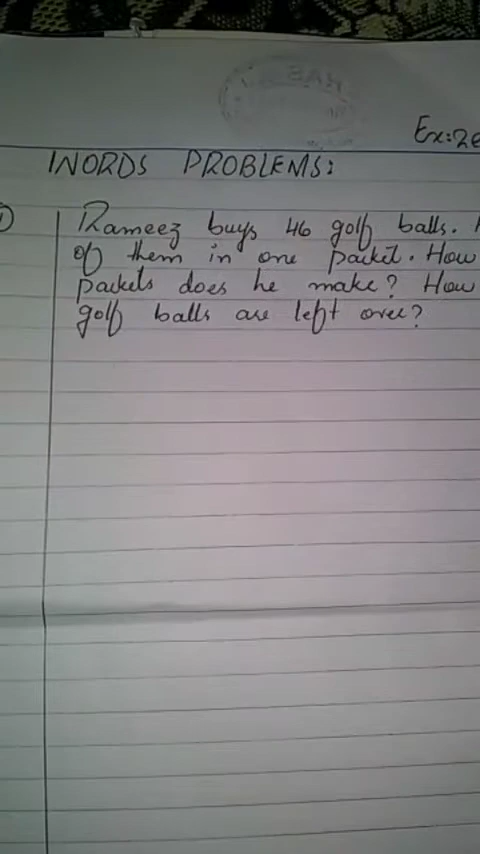 Ex:2e
WORDS PROBLEMS:
Rameez buys 46 golf balls.
of them in one packet. How
packets does he make? How
golf balls are left over?